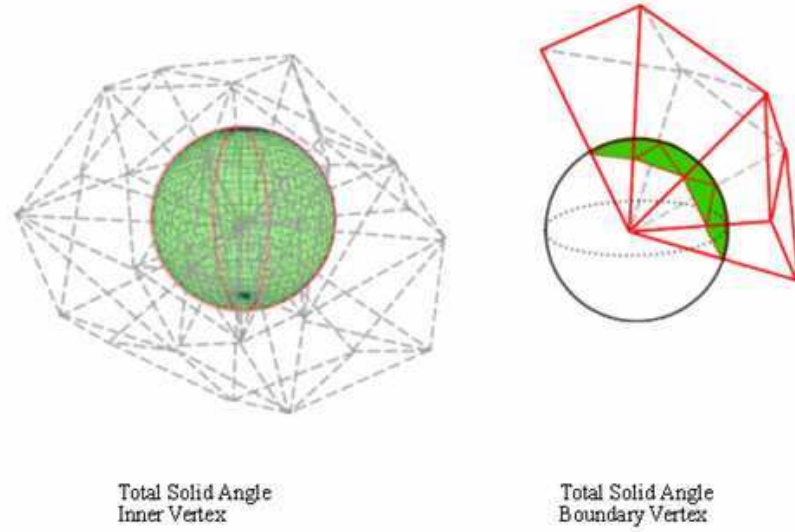 Total Solid Angle
Inner Vertex
Total Solid Angle
Boundary Vertex